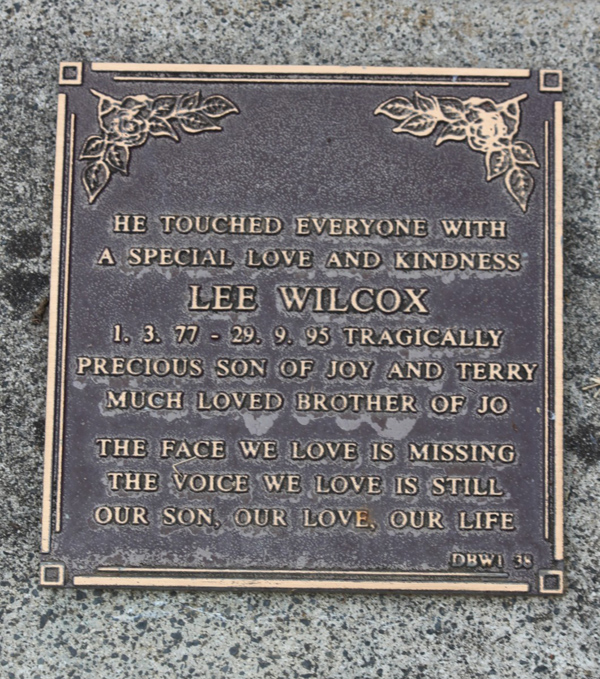 HE TOUCHED EVERYONE WITH
A SPECIAL LOVE AND KINDNESS
LEE WILCOX
1. 3. 77 - 29. 9. 95 TRAGICALLY
PRECIOUS SON OF JOY AND TERRY
MUCH LOVED BROTHER OF JO
THE FACE WE LOVE IS MISSING
THE VOICE WE LOVE IS STILL
OUR SON, OUR LOVE, OUR LIFE
DBW1 38